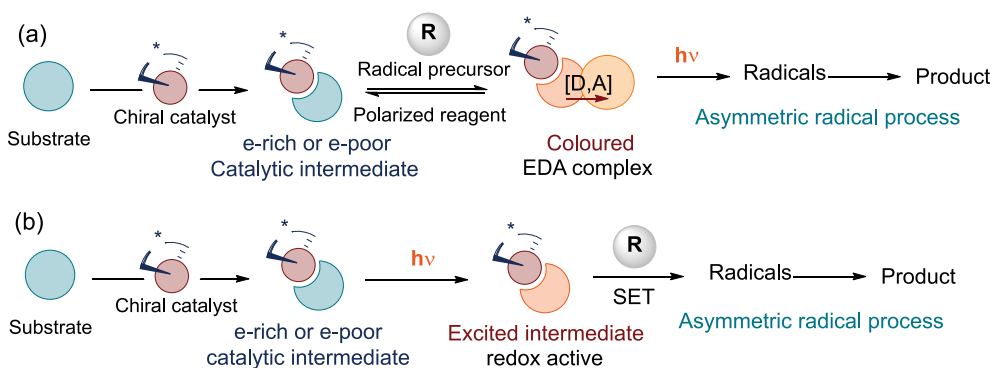 (a)
*
R
*
*
hν
Radical precursor
[D,A]
Radicals
Product
Chiral catalyst
Polarized reagent
Substrate
Asymmetric radical process
e-rich or e-poor
Catalytic intermediate
Coloured
EDA complex
(b)
*
*
*
R
hν
Radicals
Product
Chiral catalyst
SET
Substrate
Asymmetric radical process
e-rich or e-poor
catalytic intermediate
Excited intermediate
redox active